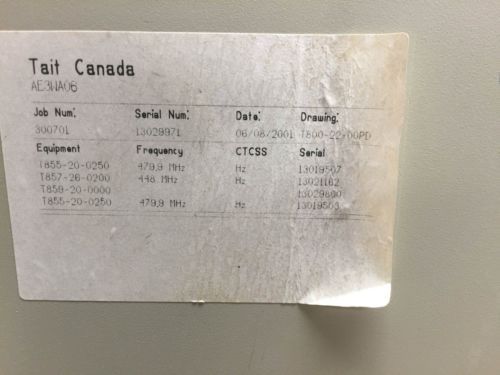 Tait Canada
AE3WA06
Job Num: Serial Num: Date: Drawing:
300701 13029971 06/08/2001 T800-22-00PD
Equipment Frequency CTCSS Serial
T855-20-0250 479.9 MHz Hz 13019507
T857-26-0200 448 MHz Hz 13021162
T859-20-0000 13029800
T855-20-0250 479.9 MHz Hz 13019503